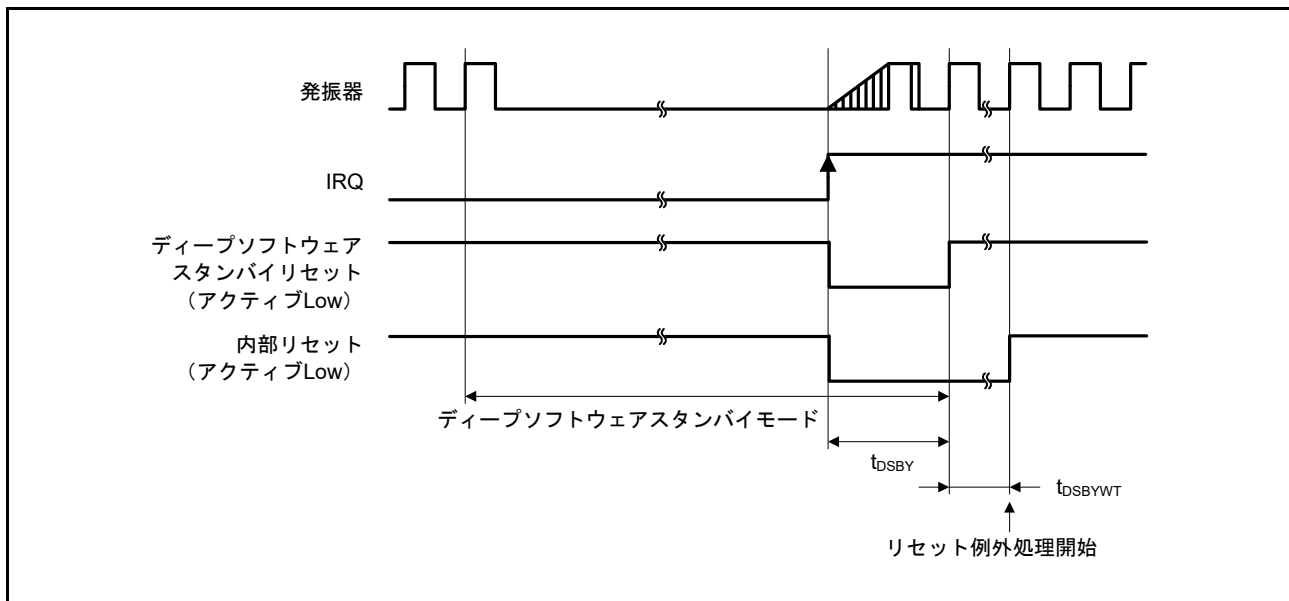 発振器
IRQ
ディープソフトウェア
スタンバイリセット
（アクティブLow）
内部リセット
（アクティブLow）
ディープソフトウェアスタンバイモード
tDSBY
tDSBYWT
リセット例外処理開始